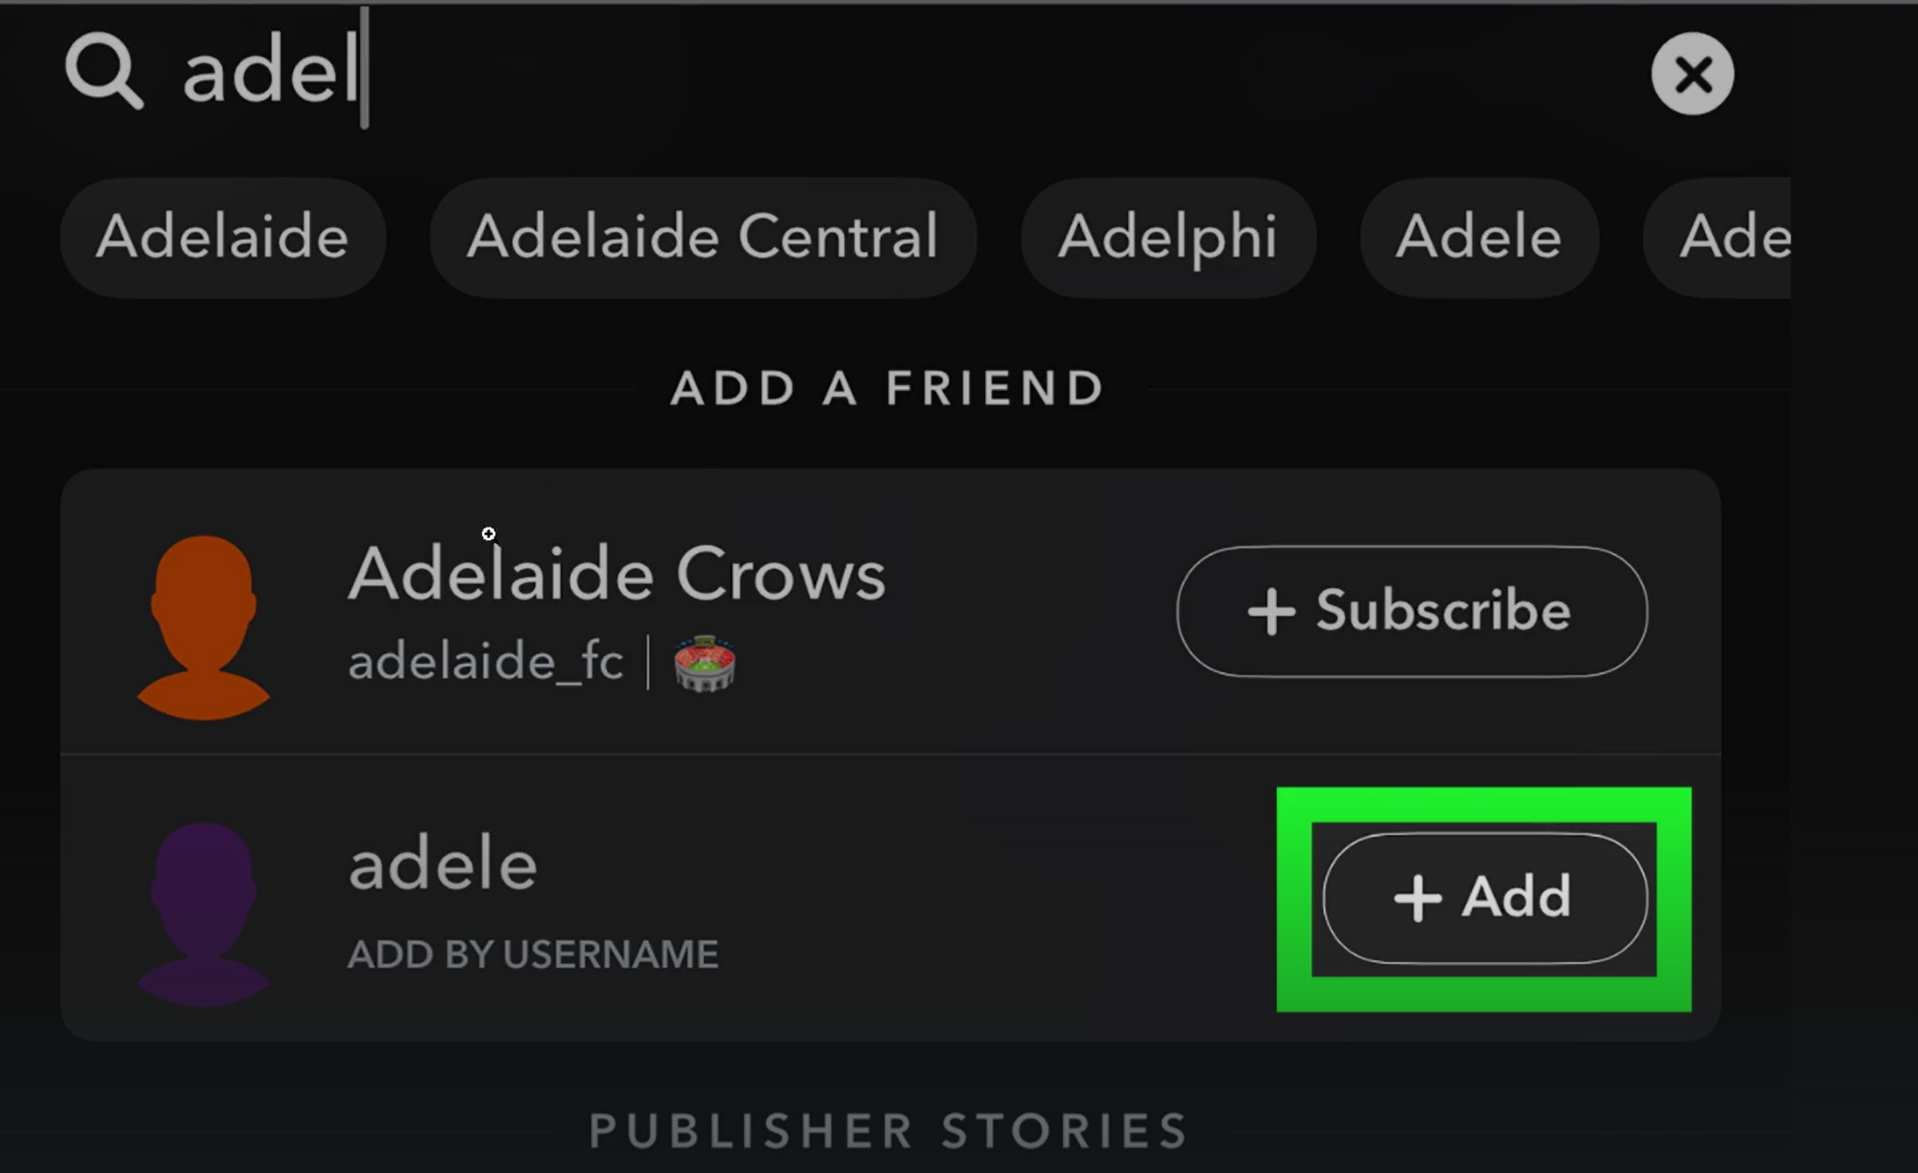 adel
Adelaide Adelaide Central Adelphi Adele Ade
ADD A FRIEND
Adelaide Crows
adelaide_fc
+ Subscribe
adele
ADD BY USERNAME
+ Add
PUBLISHER STORIES